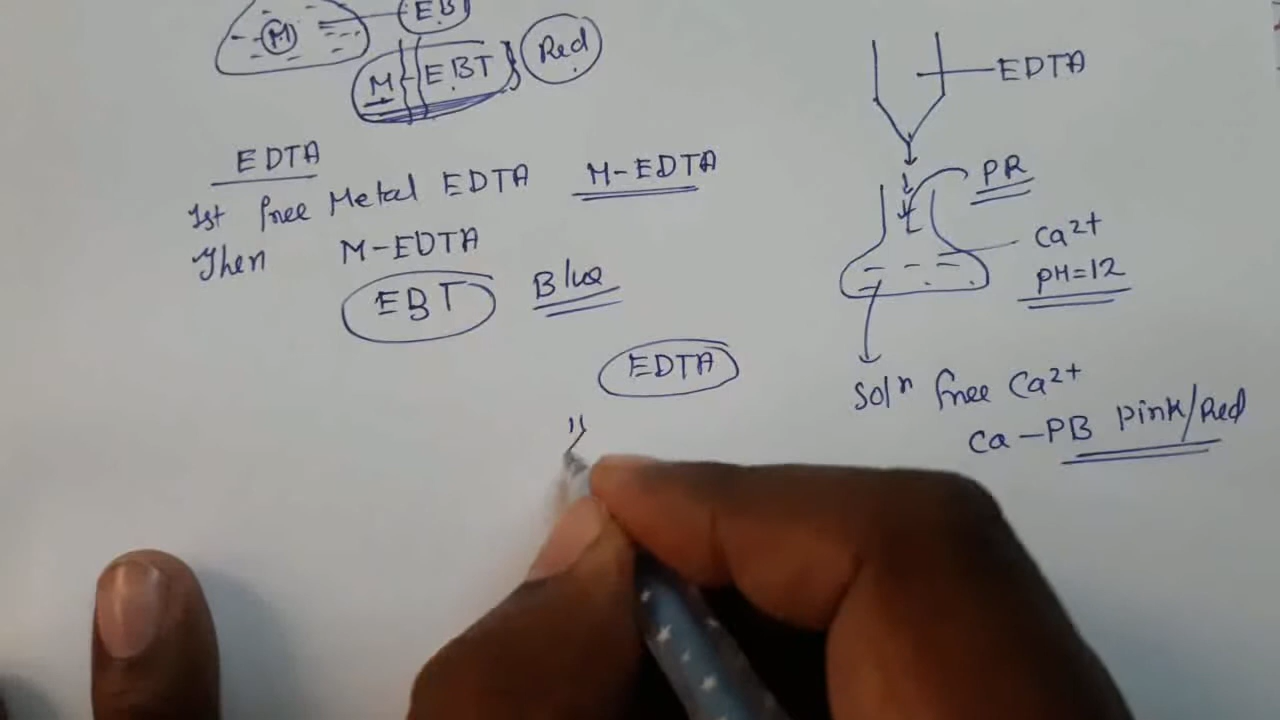 EB
M
M EBT Red
EDTA
1st free Metal EDTA M-EDTA
Then M-EDTA
EBT Blue
EDTA
EDTA
PR
Ca2+
pH=12
Soln free Ca2+
Ca-PB Pink/Red